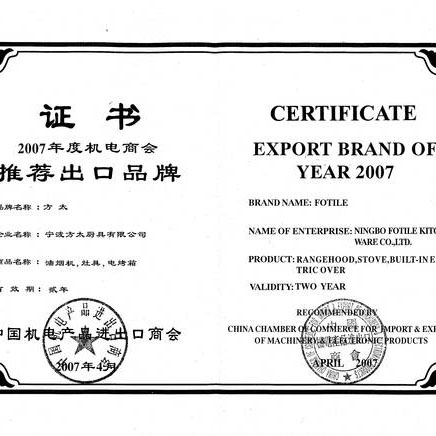 证书
2007年度机电商会
推荐出口品牌
品牌名称：方太
企业名称：宁波方太厨具有限公司
产品名称：油烟机，灶具，电烤箱
有效期：贰年
中国机电产品进出口商会
2007年4月
CERTIFICATE
EXPORT BRAND OF
YEAR 2007
BRAND NAME: FOTILE
NAME OF ENTERPRISE: NINGBO FOTILE KITC
WARE CO.,LTD.
PRODUCT: RANGEHOOD,STOVE,BUILT-IN E
TRIC OVER
VALIDITY: TWO YEAR
RECOMMENDED BY
CHINA CHAMBER OF COMMERCE FOR IMPORT & EX
OF MACHINERY & ELECTRONIC PRODUCTS
APRIL 2007